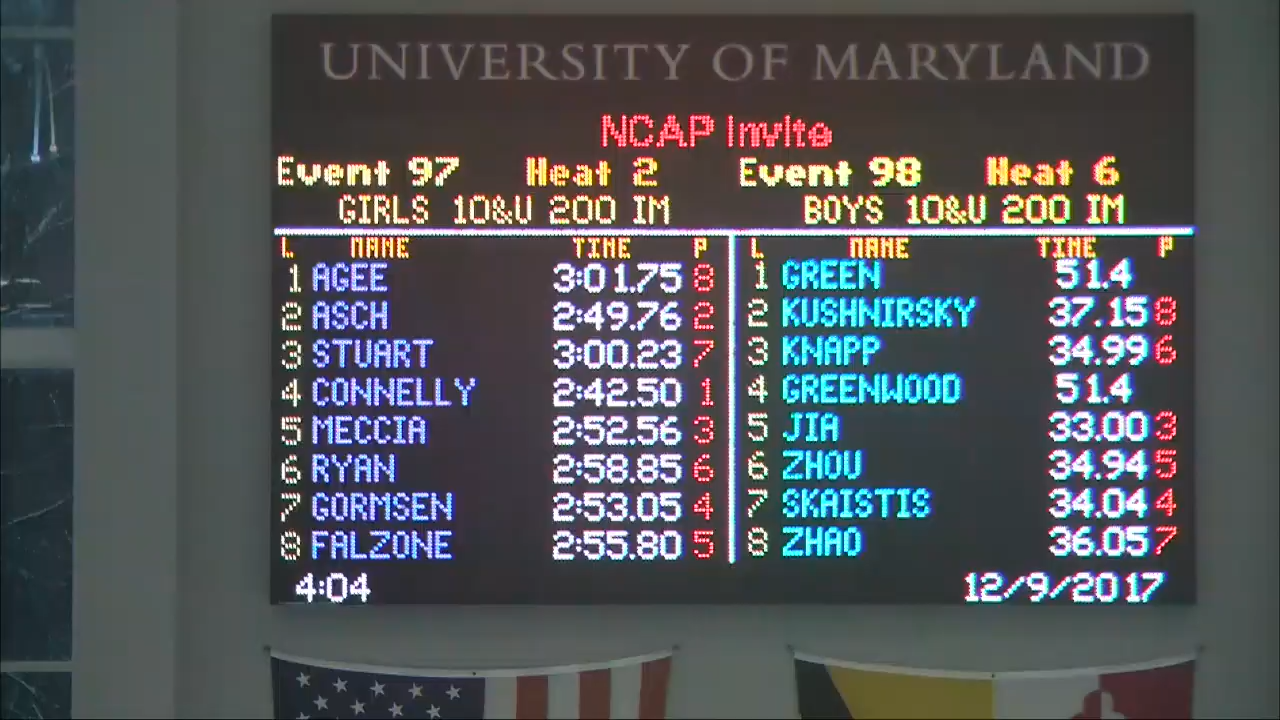 UNIVERSITY OF MARYLAND
NCAP Invite
Event 97 Heat 2 Event 98 Heat 6
GIRLS 10&U 200 IM BOYS 10&U 200 IM
L NAME TIME P L NAME TIME P
1 AGEE 3:01.75 8 1 GREEN 51.4
2 ASCH 2:49.76 2 2 KUSHNIRSKY 37.15 8
3 STUART 3:00.23 7 3 KNAPP 34.99 6
4 CONNELLY 2:42.50 1 4 GREENWOOD 51.4
5 MECCIA 2:52.56 3 5 JIA 33.00 3
6 RYAN 2:58.85 6 6 ZHOU 34.94 5
7 GORMSEN 2:53.05 4 7 SKAISTIS 34.04 4
8 FALZONE 2:55.80 5 8 ZHAO 36.05 7
4:04 12/9/2017